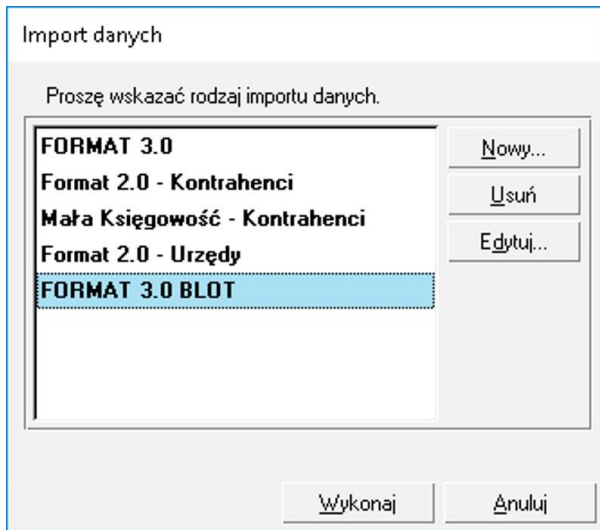 Import danych
Proszę wskazać rodzaj importu danych.
FORMAT 3.0
Format 2.0 - Kontrahenci
Mała Księgowość - Kontrahenci
Format 2.0 - Urzędy
FORMAT 3.0 BLOT
Nowy...
Usuń
Edytuj...
Wykonaj
Anuluj